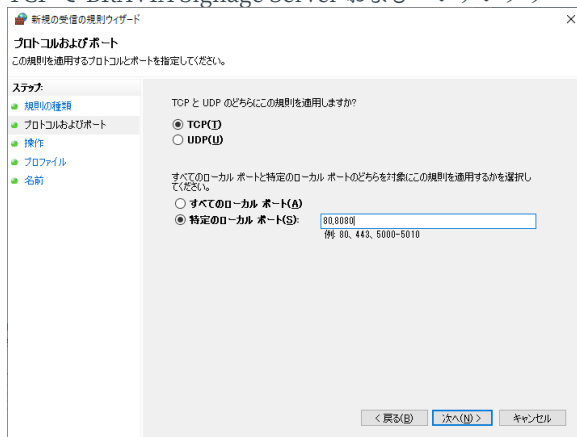 TCP で BRAVIA Signage Server および
新規の受信の規則ウィザード
プロトコルおよびポート
この規則を適用するプロトコルとポートを指定してください。
ステップ:
規則の種類
プロトコルおよびポート
操作
プロファイル
名前
TCP と UDP のどちらにこの規則を適用しますか?
TCP(T)
UDP(U)
すべてのローカル ポートと特定のローカル ポートのどちらを対象にこの規則を適用するかを選択し
てください。
すべてのローカル ポート(A)
特定のローカル ポート(S):
80,8080
例: 80、443、5000-5010
< 戻る(B)
次へ(N) >
キャンセル